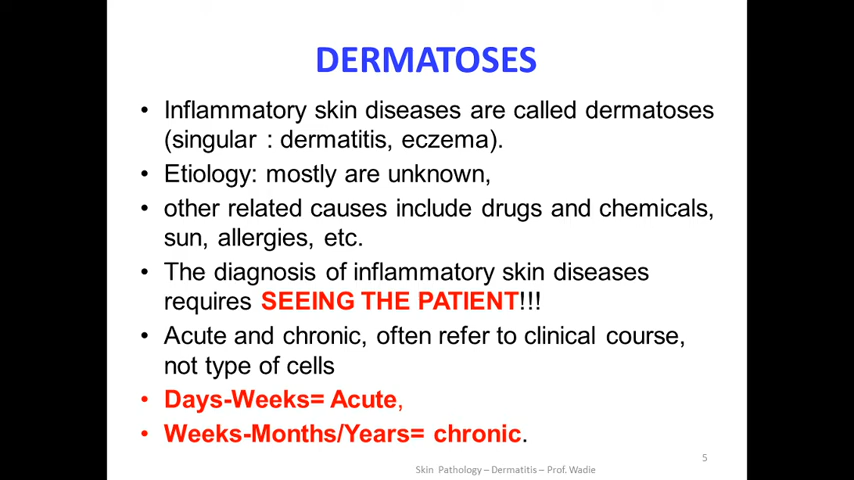 DERMATOSES
• Inflammatory skin diseases are called dermatoses
(singular : dermatitis, eczema).
• Etiology: mostly are unknown,
• other related causes include drugs and chemicals,
sun, allergies, etc.
• The diagnosis of inflammatory skin diseases
requires SEEING THE PATIENT!!!
• Acute and chronic, often refer to clinical course,
not type of cells
• Days-Weeks= Acute,
• Weeks-Months/Years= chronic.
5
Skin Pathology – Dermatitis – Prof. Wadie